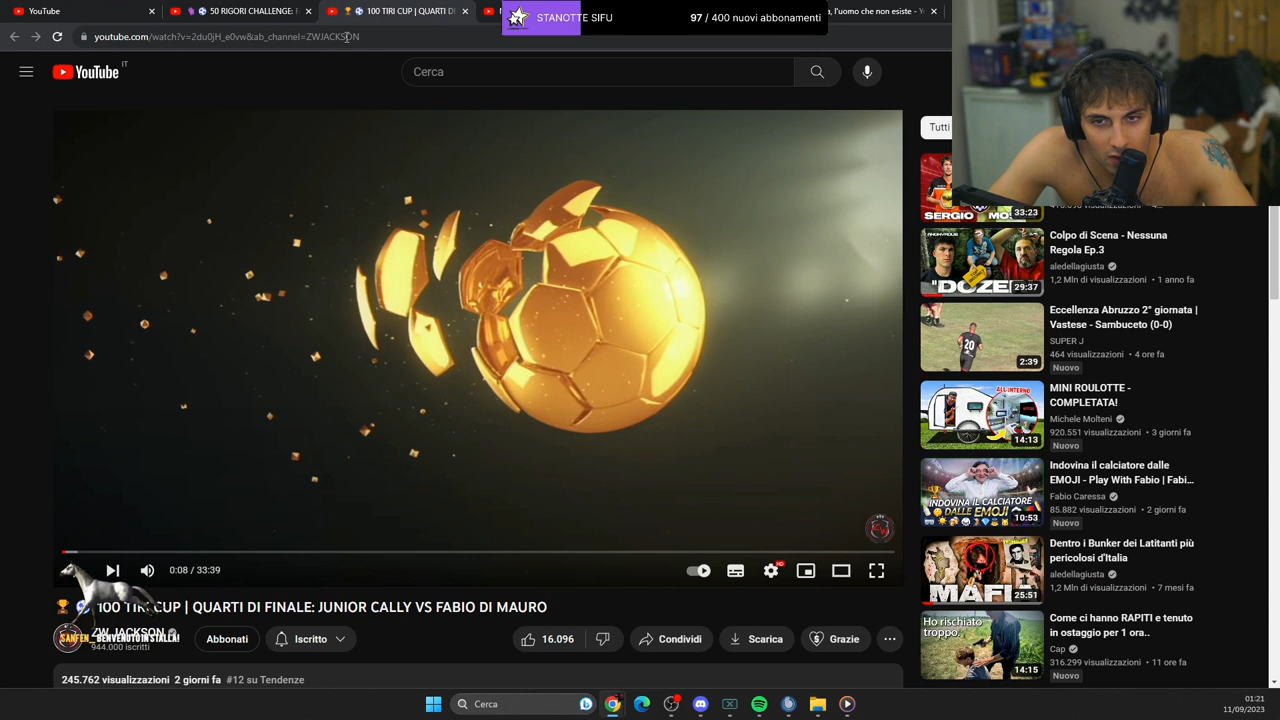 YouTube
50 RIGORI CHALLENGE: F
100 TIRI CUP | QUARTI DI
STANOTTE SIFU
97 / 400 nuovi abbonamenti
l'uomo che non esiste - Y
youtube.com/watch?v=2du0jH_e0vw&ab_channel=ZWJACKSON
YouTube IT
Cerca
Tutti
SERGIO
33:23
Colpo di Scena - Nessuna
Regola Ep.3
aledellagiusta
1,2 Mln di visualizzazioni • 1 anno fa
"DOZE
29:37
Eccellenza Abruzzo 2° giornata |
Vastese - Sambuceto (0-0)
SUPER J
464 visualizzazioni • 4 ore fa
Nuovo
20
2:39
MINI ROULOTTE -
COMPLETATA!
Michele Molteni
920.551 visualizzazioni • 3 giorni fa
Nuovo
ALL'INTERNO
14:13
Indovina il calciatore dalle
EMOJI - Play With Fabio | Fabi...
Fabio Caressa
85.882 visualizzazioni • 2 giorni fa
Nuovo
INDOVINA IL CALCIATORE
DALLE EMOJI
10:53
Dentro i Bunker dei Latitanti più
pericolosi d'Italia
aledellagiusta
1,2 Mln di visualizzazioni • 7 mesi fa
MAFIA
25:51
Come ci hanno RAPITI e tenuto
in ostaggio per 1 ora..
Cap
316.299 visualizzazioni • 11 ore fa
Nuovo
Ho rischiato
troppo.
14:15
0:08 / 33:39
HD
100 TIRI CUP | QUARTI DI FINALE: JUNIOR CALLY VS FABIO DI MAURO
ZW JACKSON
944.000 iscritti
Abbonati
Iscritto
16.096
Condividi
Scarica
Grazie
245.762 visualizzazioni 2 giorni fa #12 su Tendenze
Cerca
01:21
11/09/2023